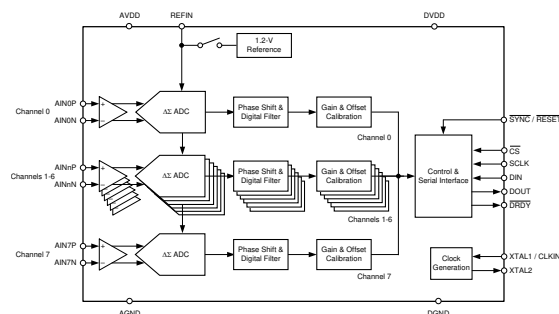 AVDD
REFIN
DVDD
1.2-V
Reference
AIN0P
Channel 0
AIN0N
ΔΣ ADC
Phase Shift &
Digital Filter
Gain & Offset
Calibration
Channel 0
SYNC / RESET
AINnP
Channels 1-6
AINnN
ΔΣ ADC
Phase Shift &
Digital Filter
Gain & Offset
Calibration
Channels 1-6
Control &
Serial Interface
CS
SCLK
DIN
DOUT
DRDY
AIN7P
Channel 7
AIN7N
ΔΣ ADC
Phase Shift &
Digital Filter
Gain & Offset
Calibration
Channel 7
Clock
Generation
XTAL1 / CLKIN
XTAL2
AGND
DGND